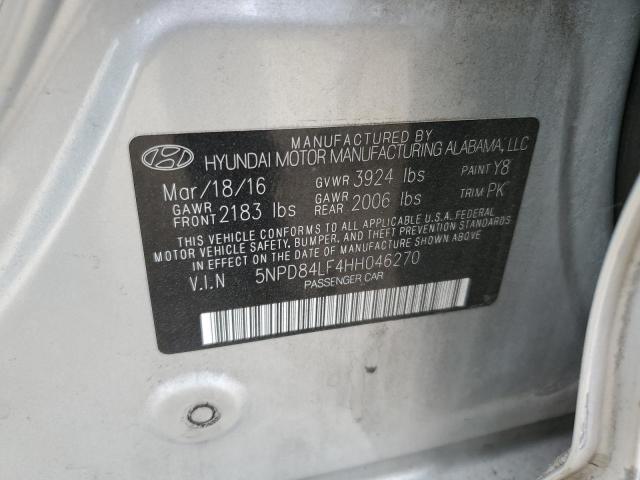 MANUFACTURED BY
HYUNDAI MOTOR MANUFACTURING ALABAMA, LLC
Mar/18/16 GVWR 3924 lbs PAINT Y8
GAWR FRONT 2183 lbs GAWR REAR 2006 lbs TRIM PK
THIS VEHICLE CONFORMS TO ALL APPLICABLE U.S.A. FEDERAL
MOTOR VEHICLE SAFETY, BUMPER, AND THEFT PREVENTION STANDARDS
IN EFFECT ON THE DATE OF MANUFACTURE SHOWN ABOVE.
V.I.N 5NPD84LF4HH046270
PASSENGER CAR